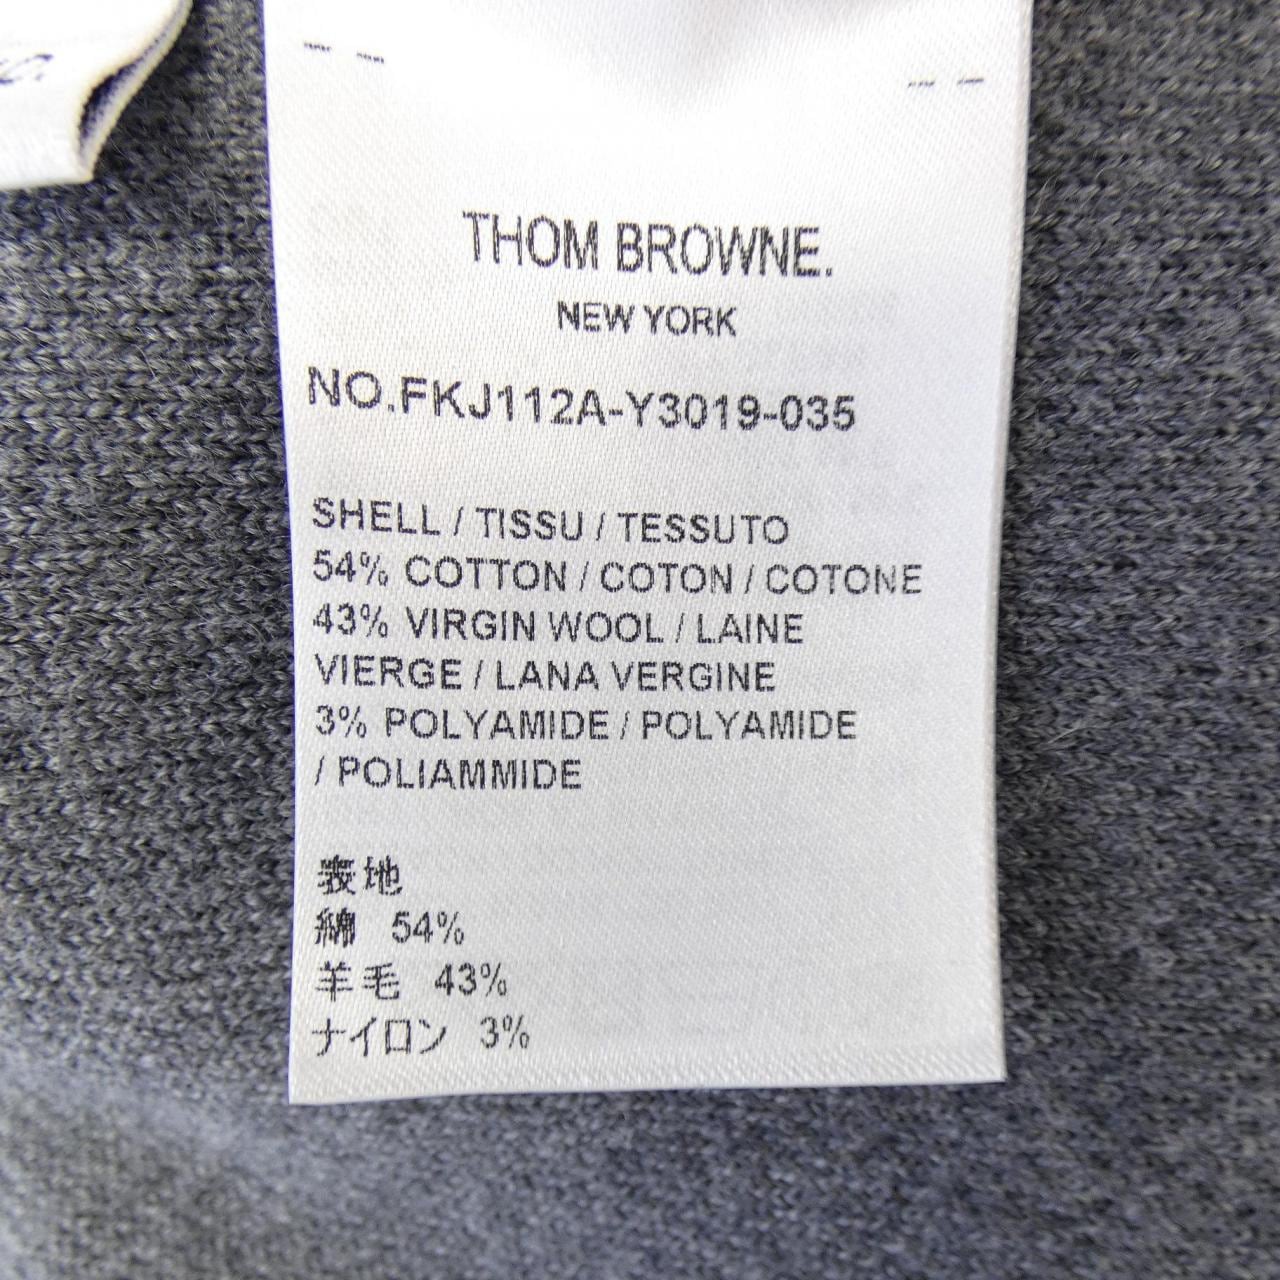 THOM BROWNE.
NEW YORK
NO.FKJ112A-Y3019-035
SHELL / TISSU / TESSUTO
54% COTTON / COTON / COTONE
43% VIRGIN WOOL / LAINE
VIERGE / LANA VERGINE
3% POLYAMIDE / POLYAMIDE
/ POLIAMMIDE
表地
綿 54%
羊毛 43%
ナイロン 3%